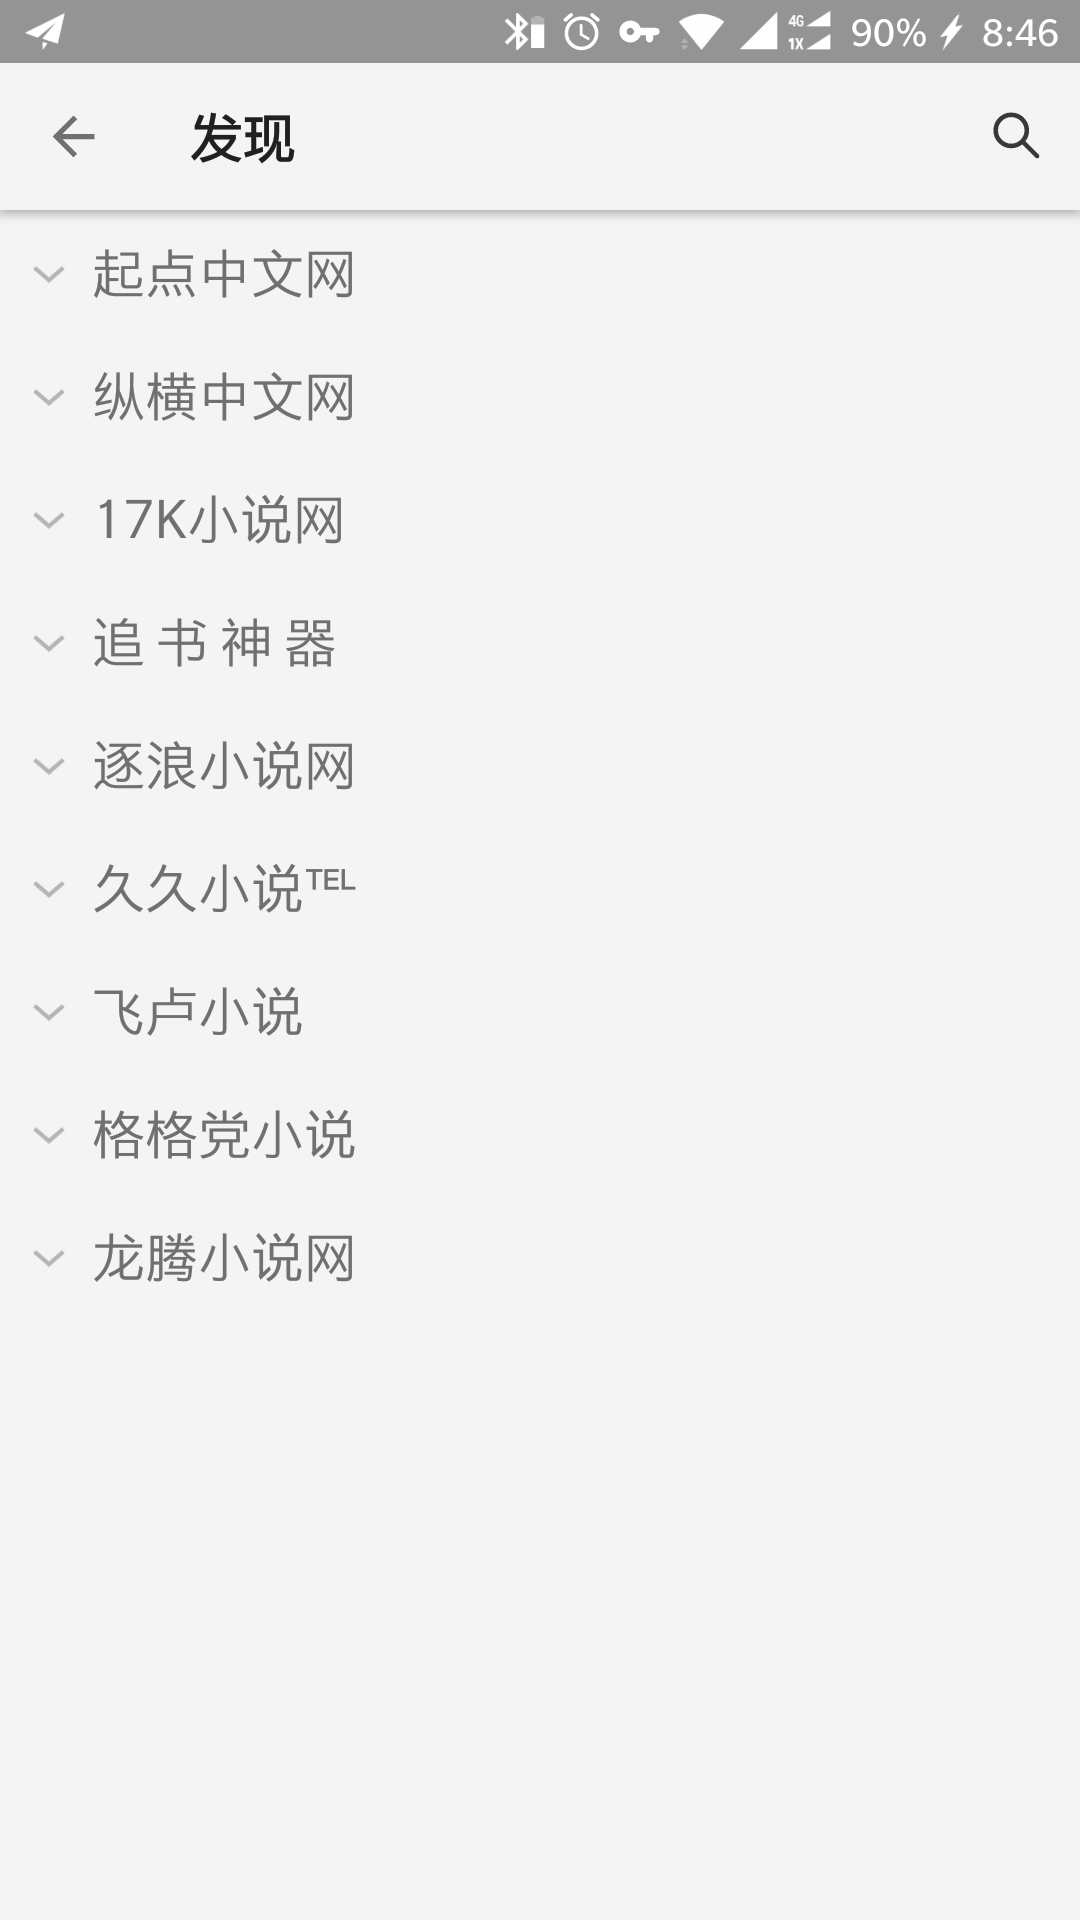 4G
1X
90%
8:46
发现
起点中文网
纵横中文网
17K小说网
追 书 神 器
逐浪小说网
久久小说℡
飞卢小说
格格党小说
龙腾小说网